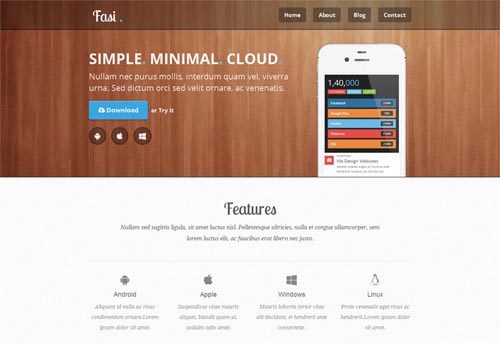 Fasi .
Home
About
Blog
Contact
SIMPLE. MINIMAL. CLOUD.
Nullam nec purus mollis, interdum quam vel, viverra
urna. Sed dictum orci sed velit ornare, ac venenatis.
Download
or Try It
1,40,000
Facebook
Google Plus
Twitter
Pinterest
RSS
We Design Websites
Features
Nullam sed sagittis ligula, sit amet luctus nisl. Pellentesque ultricies, nulla et congue ullamcorper, sem
lorem luctus elit, ac faucibus erat libero nec justo.
Android
Aliquam id nulla ac risus
condimentum ornare.Lorem
ipsum dolor sit amet.
Apple
Suspendisse vitae mauris
aliquet, blandit quam ut,
sodales odio amet.
Windows
Mauris lobortis tortor vitae
elit tincidunt, et hendrerit ante
consectetur.
Linux
Proin venenatis eget risus ac
hendrerit.Lorem ipsum dolor
sit amet.